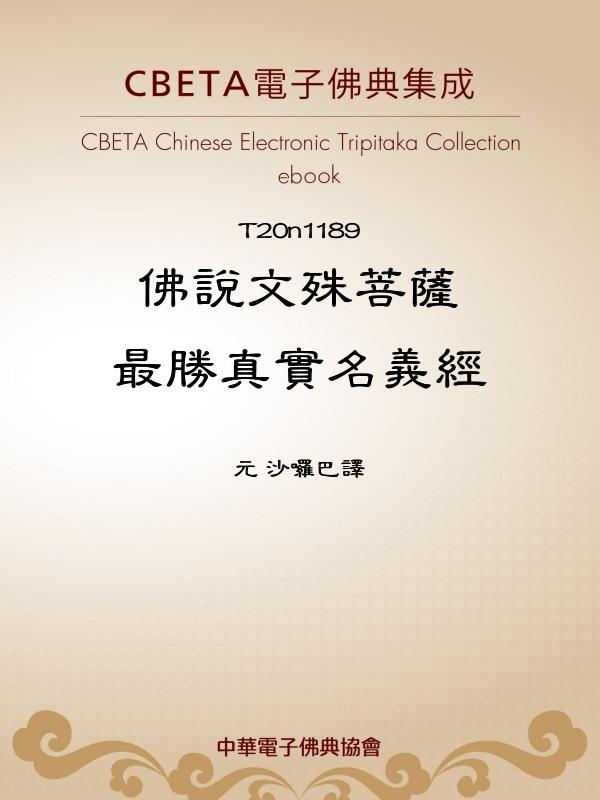 CBETA電子佛典集成
CBETA Chinese Electronic Tripitaka Collection
ebook
T20n1189
佛說文殊菩薩
最勝真實名義經
元 沙囉巴譯
中華電子佛典協會